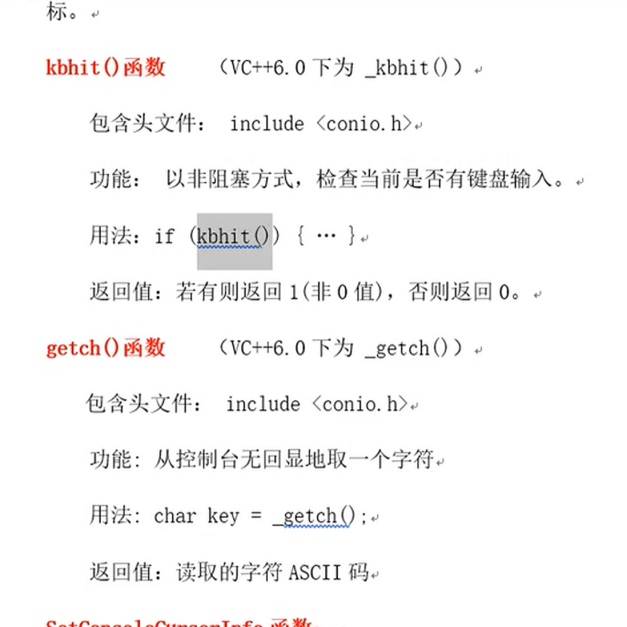 标。
kbhit()函数 （VC++6.0 下为 _kbhit()）
包含头文件： include <conio.h>
功能： 以非阻塞方式，检查当前是否有键盘输入。
用法：if (kbhit()) { … }
返回值：若有则返回 1(非 0 值)，否则返回 0。
getch()函数 （VC++6.0 下为 _getch()）
包含头文件： include <conio.h>
功能: 从控制台无回显地取一个字符
用法: char key = _getch();
返回值：读取的字符 ASCII 码
SetConsoleCursorInfo 函数